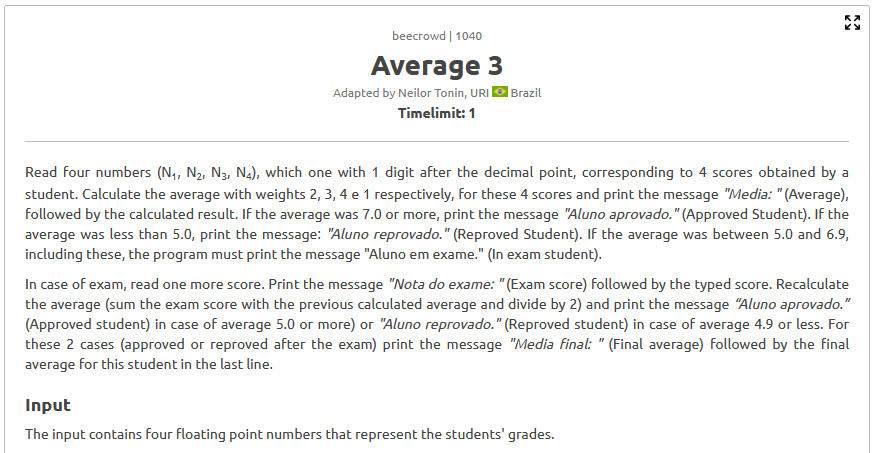 beecrowd | 1040
Average 3
Adapted by Neilor Tonin, URI Brazil
Timelimit: 1
Read four numbers (N1, N2, N3, N4), which one with 1 digit after the decimal point, corresponding to 4 scores obtained by a
student. Calculate the average with weights 2, 3, 4 e 1 respectively, for these 4 scores and print the message "Media: " (Average),
followed by the calculated result. If the average was 7.0 or more, print the message "Aluno aprovado." (Approved Student). If the
average was less than 5.0, print the message: "Aluno reprovado." (Reproved Student). If the average was between 5.0 and 6.9,
including these, the program must print the message "Aluno em exame." (In exam student).
In case of exam, read one more score. Print the message "Nota do exame: " (Exam score) followed by the typed score. Recalculate
the average (sum the exam score with the previous calculated average and divide by 2) and print the message “Aluno aprovado.”
(Approved student) in case of average 5.0 or more) or "Aluno reprovado." (Reproved student) in case of average 4.9 or less. For
these 2 cases (approved or reproved after the exam) print the message "Media final: " (Final average) followed by the final
average for this student in the last line.
Input
The input contains four floating point numbers that represent the students' grades.